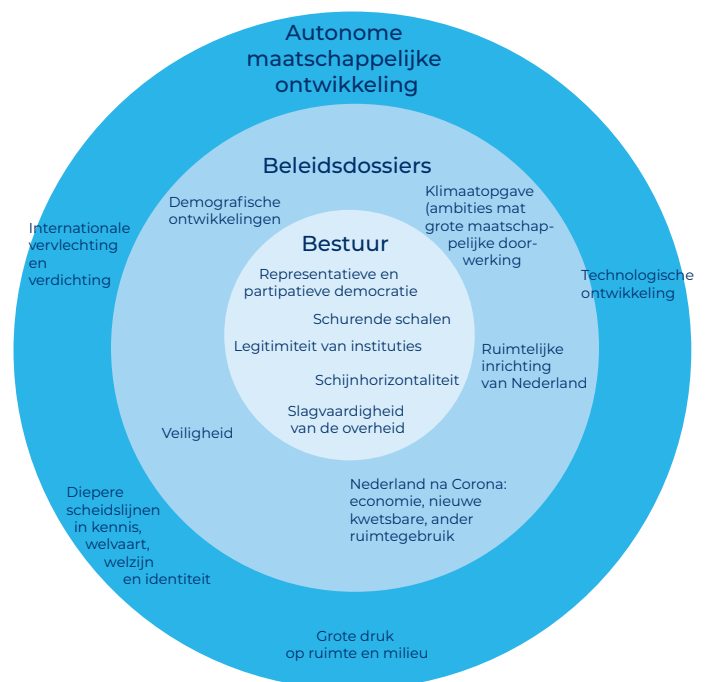 Autonome
maatschappelijke
ontwikkeling
Beleidsdossiers
Demografische
ontwikkelingen
Klimaatopgave
(ambities mat
grote maatschap-
pelijke door-
werking
Internationale
vervlechting
en
verdichting
Bestuur
Representatieve en
partipatieve democratie
Schurende schalen
Legitimiteit van instituties
Schijnhorizontaliteit
Slagvaardigheid
van de overheid
Technologische
ontwikkeling
Ruimtelijke
inrichting
van Nederland
Veiligheid
Nederland na Corona:
economie, nieuwe
kwetsbare, ander
ruimtegebruik
Diepere
scheidslijnen
in kennis,
welvaart,
welzijn
en identiteit
Grote druk
op ruimte en milieu